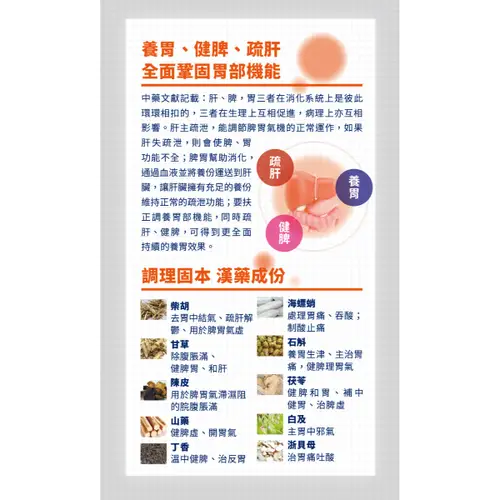 養胃、健脾、疏肝
全面鞏固胃部機能
中藥文獻記載：肝、脾，胃三者在消化系統上是彼此
環環相扣的，三者在生理上互相促進，病理上亦互相
影響。肝主疏泄，能調節脾胃氣機的正常運作，如果
肝失疏泄，則會使脾、胃
功能不全；脾胃幫助消化，
通過血液並將養份運送到肝
臟，讓肝臟擁有充足的養份
維持正常的疏泄功能；要扶
正調養胃部機能，同時疏
肝、健脾，可得到更全面
持續的養胃效果。
疏肝
養胃
健脾
調理固本 漢藥成份
柴胡
去胃中結氣、疏肝解
鬱、用於脾胃氣虛
甘草
除腹脹滿、
健脾胃、和肝
陳皮
用於脾胃氣滯濕阻
的脘腹脹滿
山藥
健脾虛、開胃氣
丁香
溫中健脾、治反胃
海螵蛸
處理胃痛、吞酸；
制酸止痛
石斛
養胃生津、主治胃
痛，健脾理胃氣
茯苓
健脾和胃、補中
健胃、治脾虛
白及
主胃中邪氣
浙貝母
治胃痛吐酸